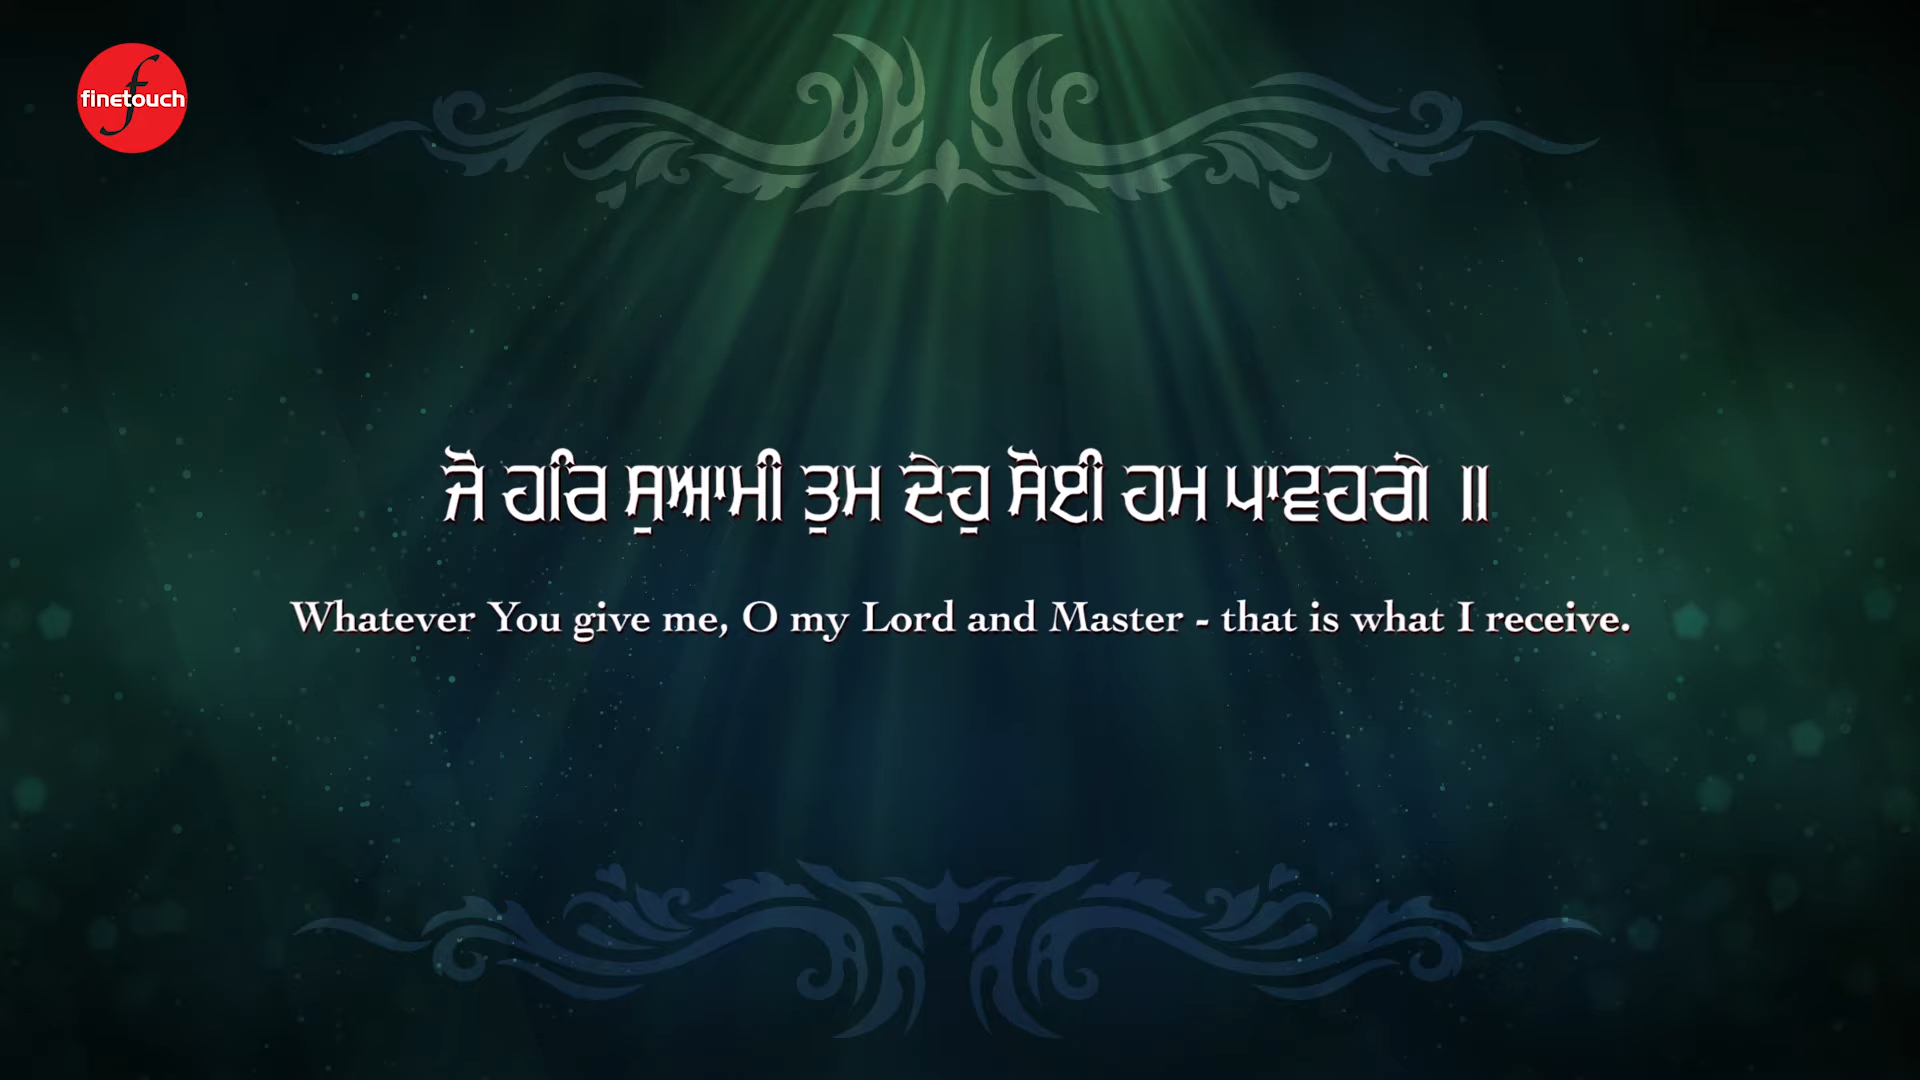 finetouch
ਜੋ ਹਰਿ ਸੁਆਮੀ ਤੁਮ ਦੇਹੁ ਸੋਈ ਹਮ ਪਾਵਹਗੇ ॥
Whatever You give me, O my Lord and Master - that is what I receive.